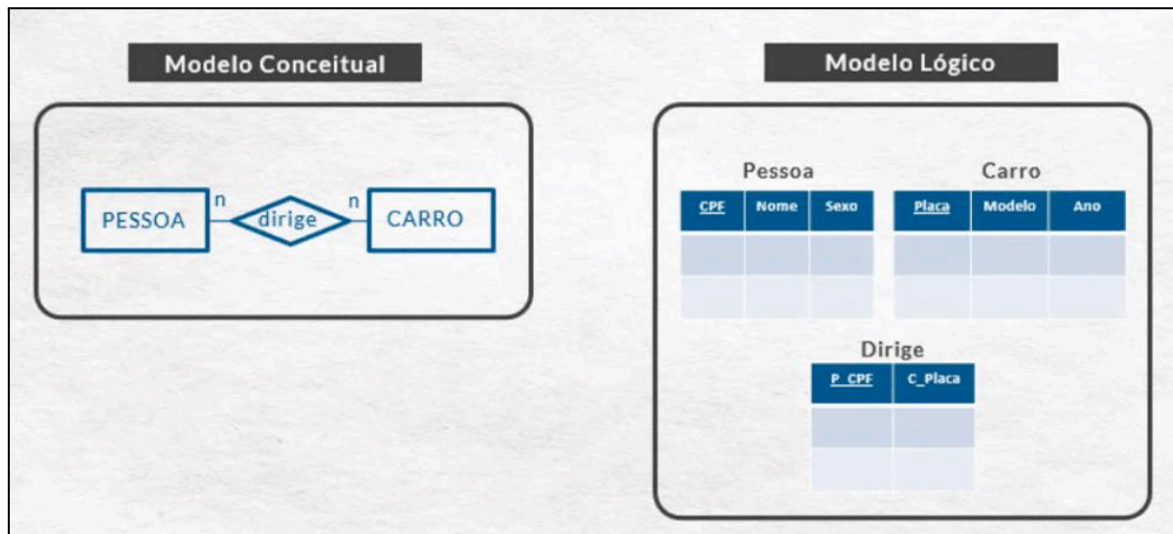 Modelo Conceitual
PESSOA n dirige n CARRO
Modelo Lógico
Pessoa
CPF Nome Sexo
Carro
Placa Modelo Ano
Dirige
P_CPF C_Placa